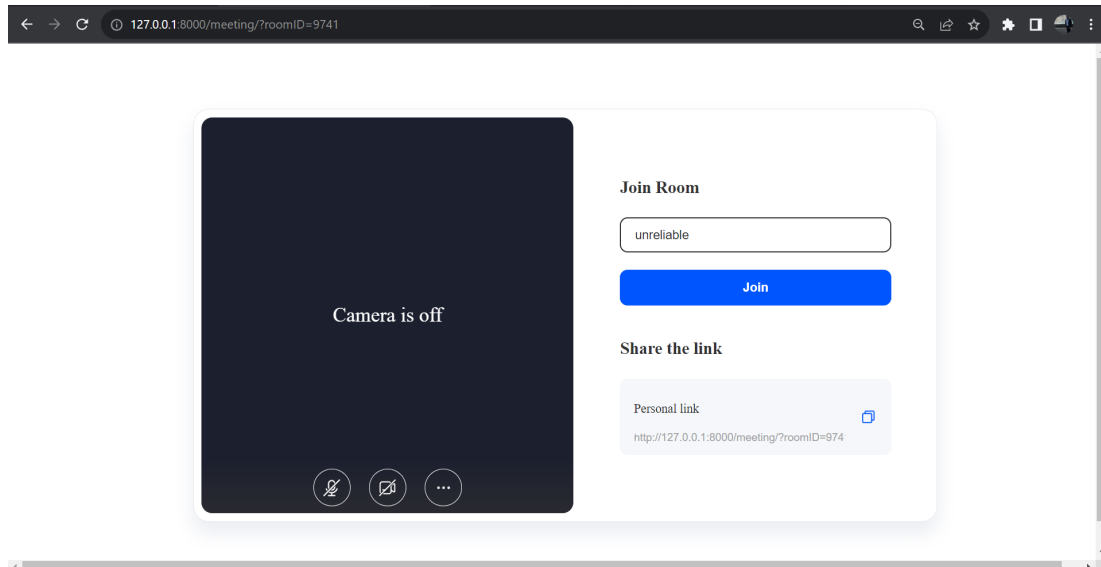 127.0.0.1:8000/meeting/?roomID=9741
Join Room
unreliable
Join
Camera is off
Share the link
Personal link
http://127.0.0.1:8000/meeting/?roomID=974